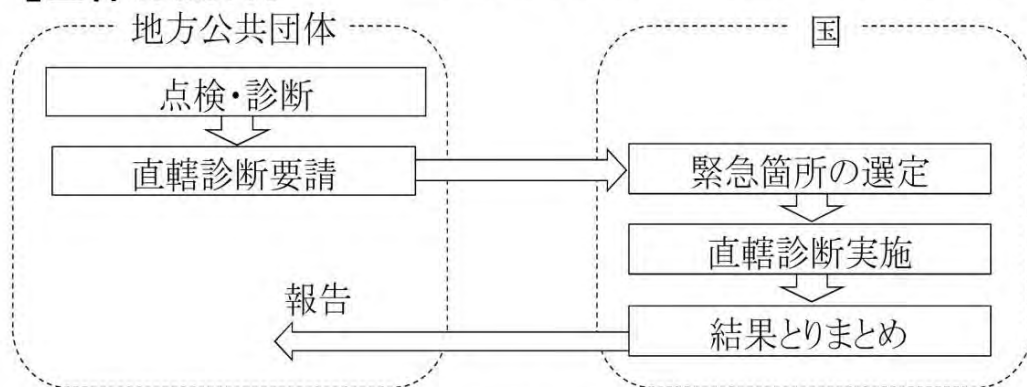 地方公共団体
点検・診断
直轄診断要請
国
緊急箇所の選定
直轄診断実施
結果とりまとめ
報告